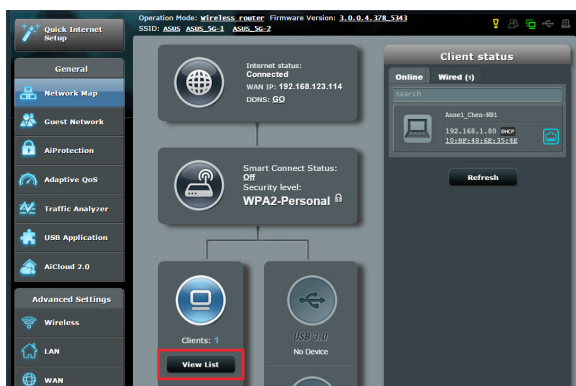 Quick Internet
Setup
Operation Mode: Wireless router Firmware Version: 3.0.0.4.378_5343
SSID: ASUS ASUS_5G-1 ASUS_5G-2
General
Network Map
Guest Network
AiProtection
Adaptive QoS
Traffic Analyzer
USB Application
AiCloud 2.0
Advanced Settings
Wireless
LAN
WAN
Internet status:
Connected
WAN IP: 192.168.123.114
DDNS: GO
Smart Connect Status:
Off
Security level:
WPA2-Personal
Clients: 1
View List
USB 3.0
No Device
Client status
Online Wired (1)
Search
Annel_Chen-NB1
192.168.1.80 DHCP
10:BF:48:6E:35:4E
Refresh